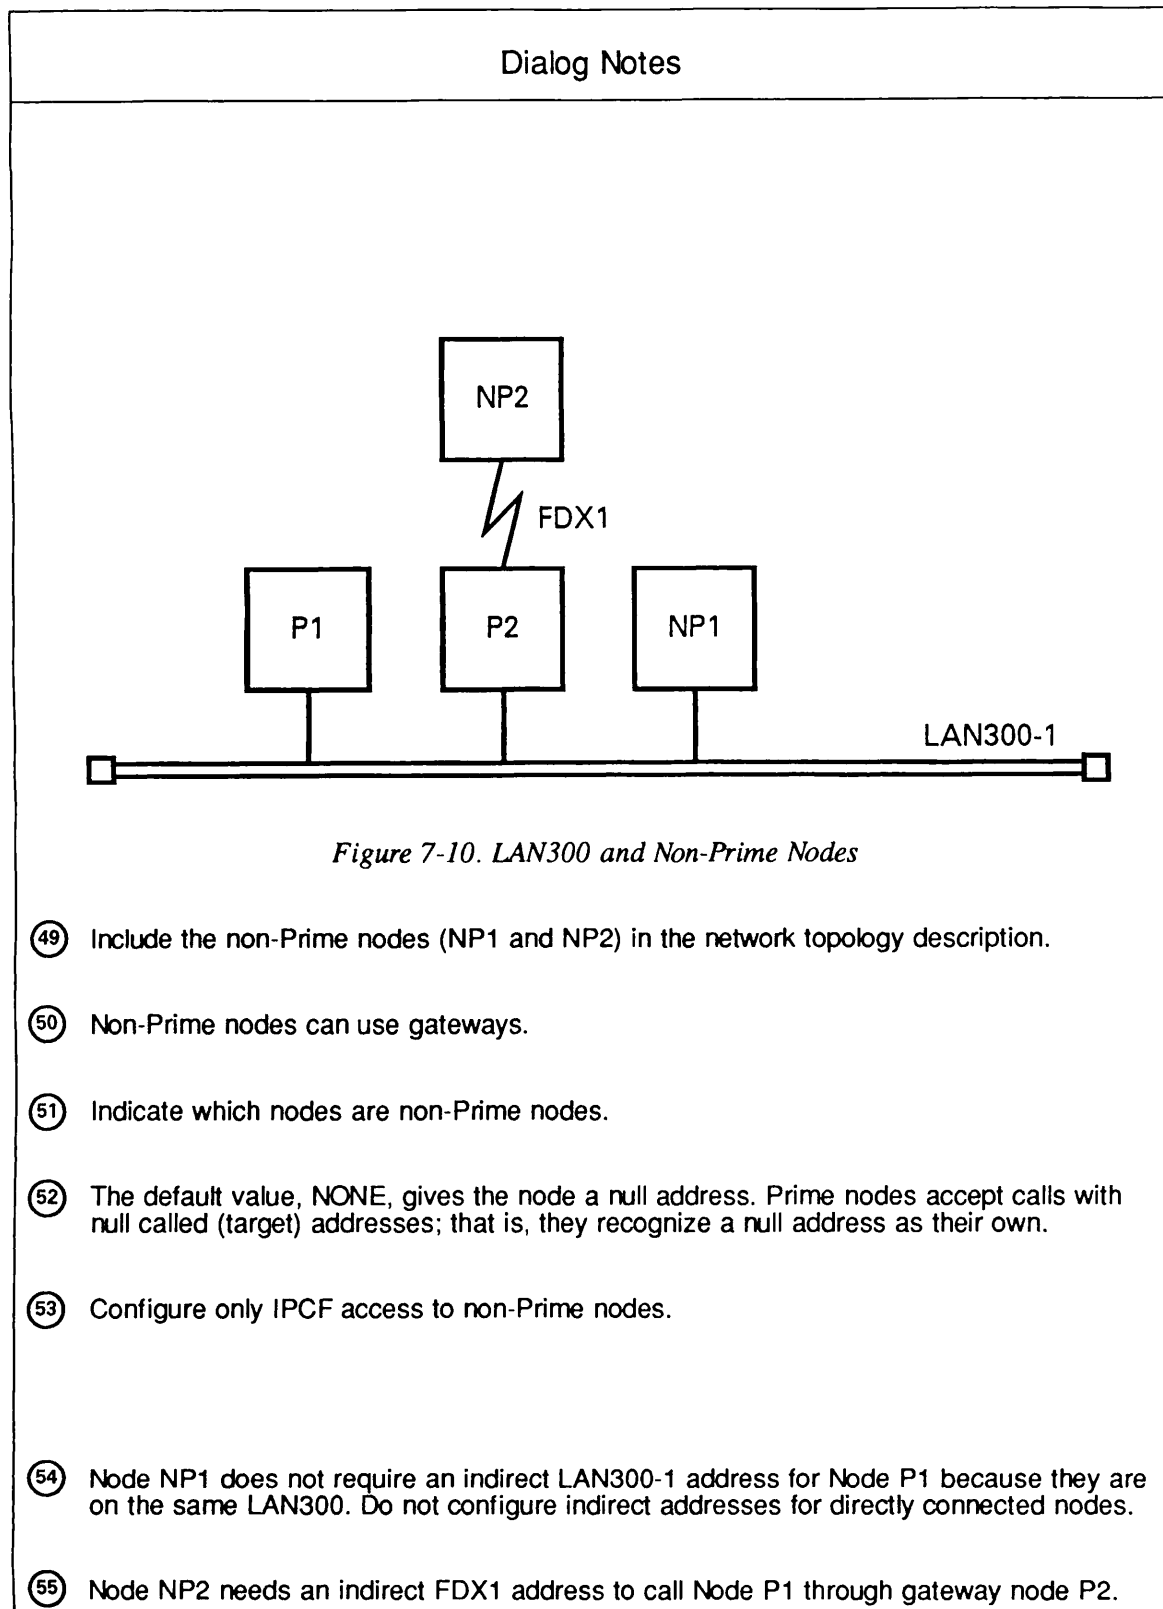 Dialog Notes
NP2
FDX1
P1
P2
NP1
LAN300-1
Figure 7-10. LAN300 and Non-Prime Nodes
49 Include the non-Prime nodes (NP1 and NP2) in the network topology description.
50 Non-Prime nodes can use gateways.
51 Indicate which nodes are non-Prime nodes.
52 The default value, NONE, gives the node a null address. Prime nodes accept calls with
null called (target) addresses; that is, they recognize a null address as their own.
53 Configure only IPCF access to non-Prime nodes.
54 Node NP1 does not require an indirect LAN300-1 address for Node P1 because they are
on the same LAN300. Do not configure indirect addresses for directly connected nodes.
55 Node NP2 needs an indirect FDX1 address to call Node P1 through gateway node P2.